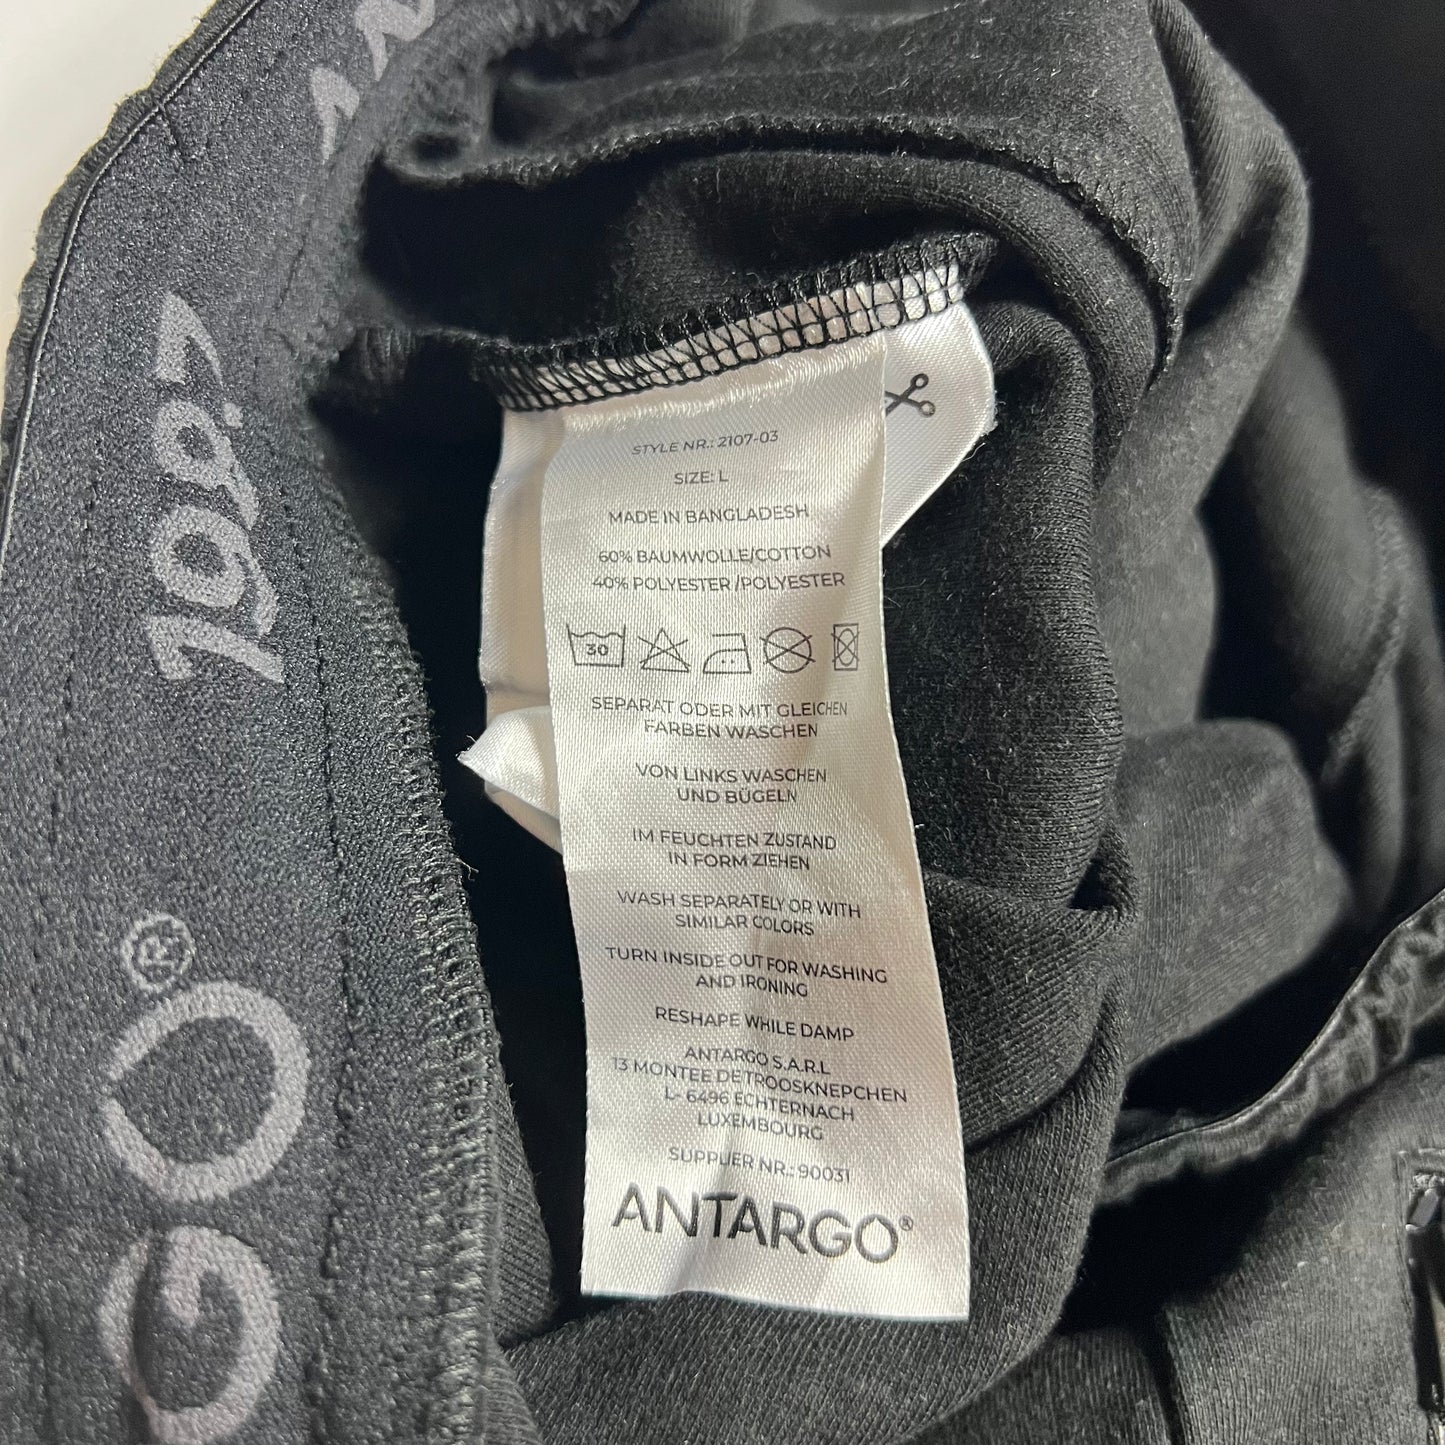 STYLE NR.: 2107-03
SIZE: L
MADE IN BANGLADESH
60% BAUMWOLLE/COTTON
40% POLYESTER /POLYESTER
30
SEPARAT ODER MIT GLEICHEN
FARBEN WASCHEN
VON LINKS WASCHEN
UND BÜGELN
IM FEUCHTEN ZUSTAND
IN FORM ZIEHEN
WASH SEPARATELY OR WITH
SIMILAR COLORS
TURN INSIDE OUT FOR WASHING
AND IRONING
RESHAPE WHILE DAMP
ANTARGO S.A.R.L
13 MONTEE DE TROOSKNEPCHEN
L- 6496 ECHTERNACH
LUXEMBOURG
SUPPLIER NR.: 90031
ANTARGO®
GO®